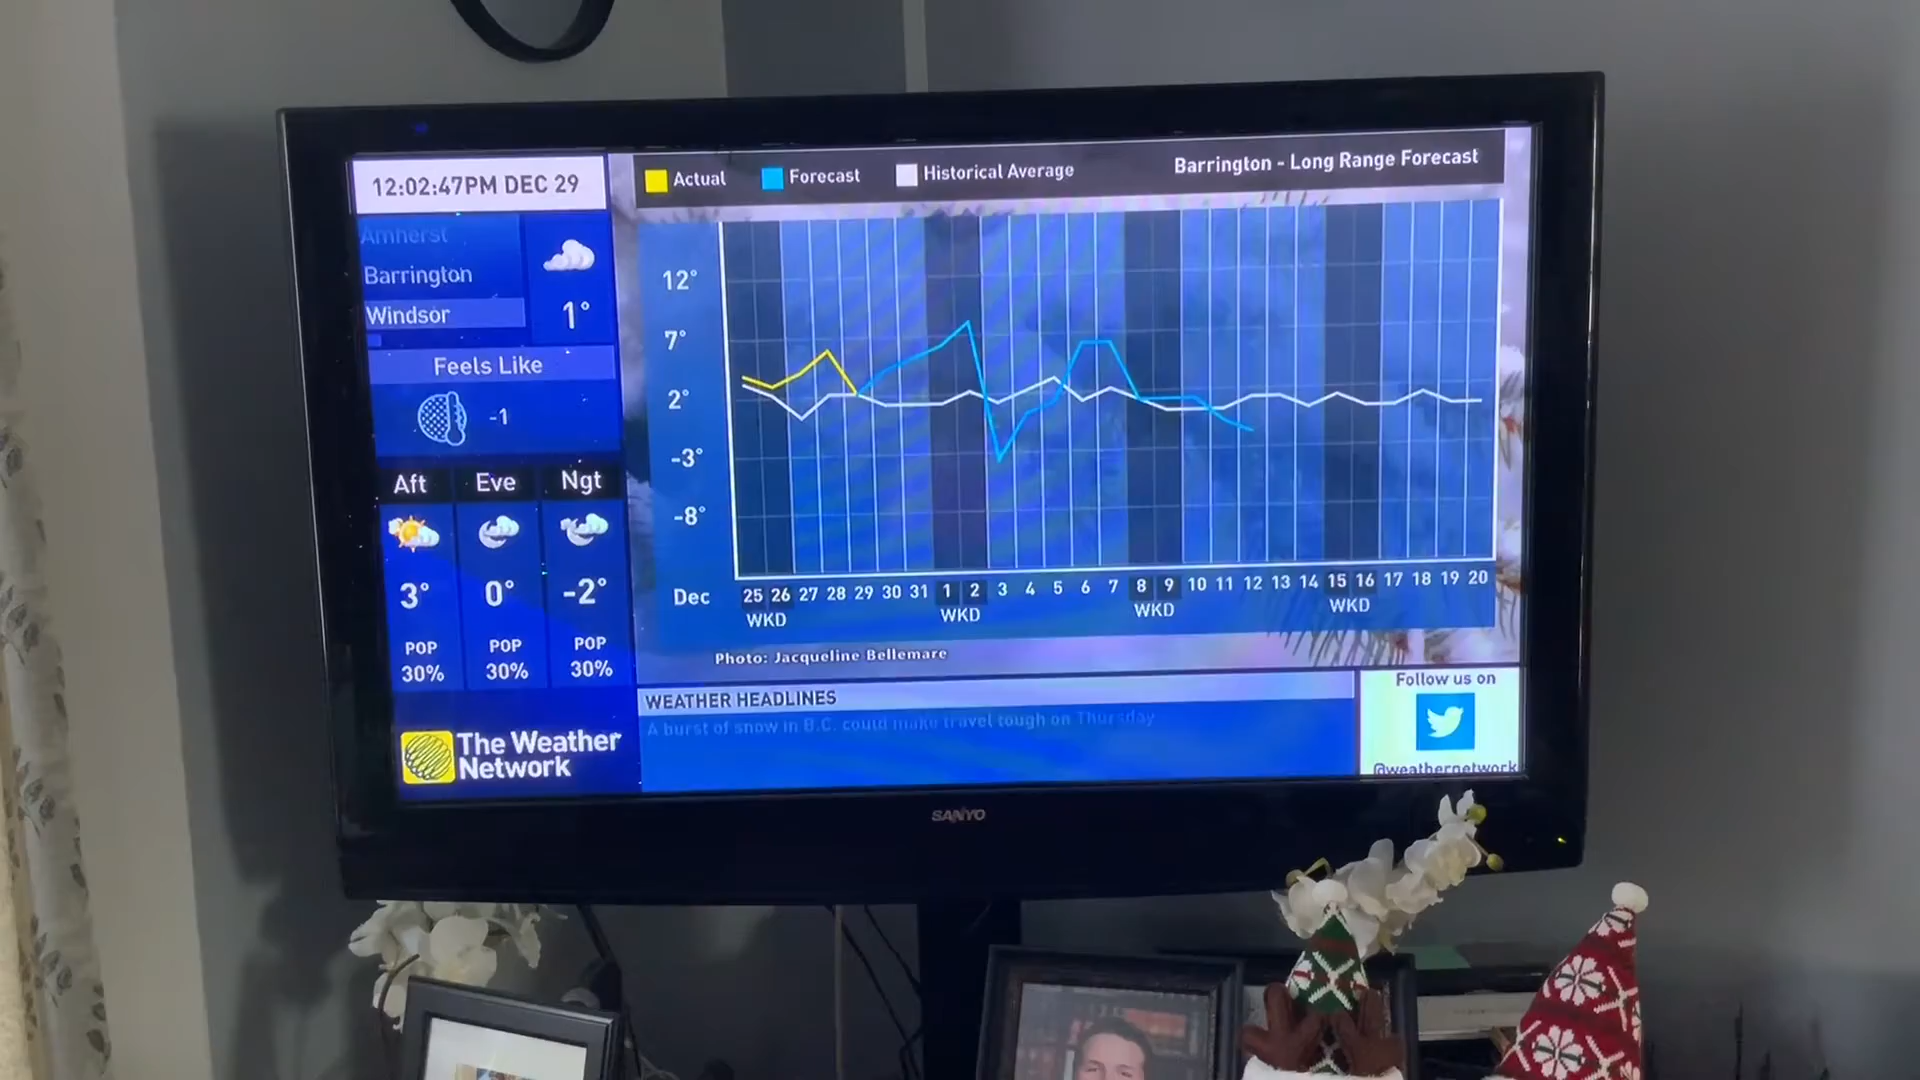 12:02:47PM DEC 29
Amherst
Barrington
Windsor
1°
Feels Like
-1
Aft Eve Ngt
3° 0° -2°
POP POP POP
30% 30% 30%
The Weather
Network
Actual Forecast Historical Average Barrington - Long Range Forecast
12°
7°
2°
-3°
-8°
Dec 25 26 27 28 29 30 31 1 2 3 4 5 6 7 8 9 10 11 12 13 14 15 16 17 18 19 20
WKD WKD WKD WKD
Photo: Jacqueline Bellemare
WEATHER HEADLINES
A burst of snow in B.C. could make travel tough on Thursday
Follow us on
@weathernetwork
SANYO